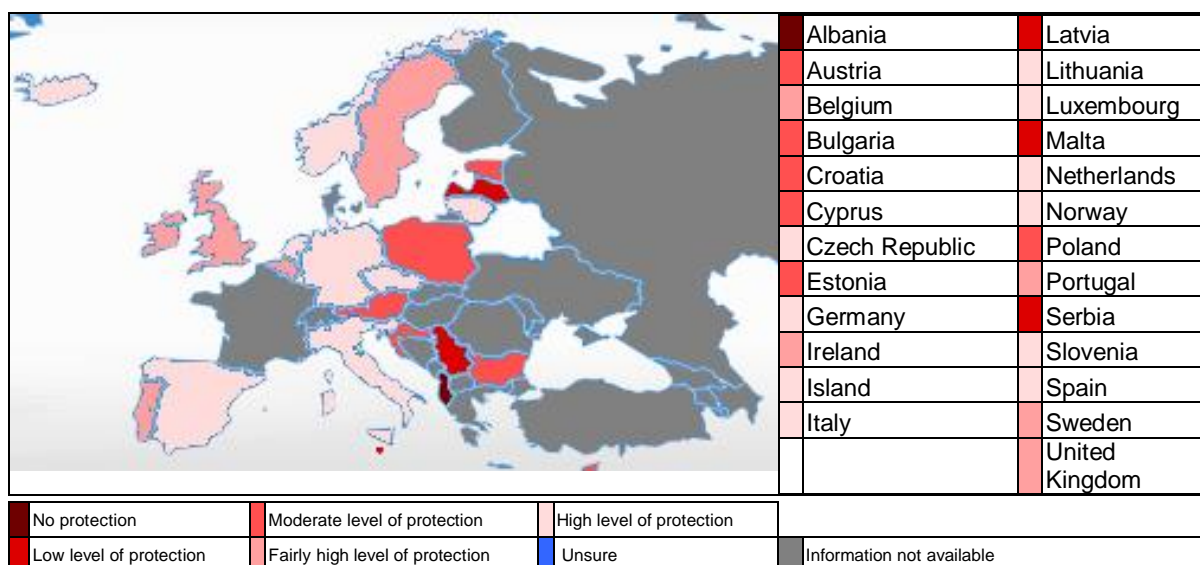 Albania Latvia
Austria Lithuania
Belgium Luxembourg
Bulgaria Malta
Croatia Netherlands
Cyprus Norway
Czech Republic Poland
Estonia Portugal
Germany Serbia
Ireland Slovenia
Island Spain
Italy Sweden
United
Kingdom
No protection Moderate level of protection High level of protection
Low level of protection Fairly high level of protection Unsure Information not available